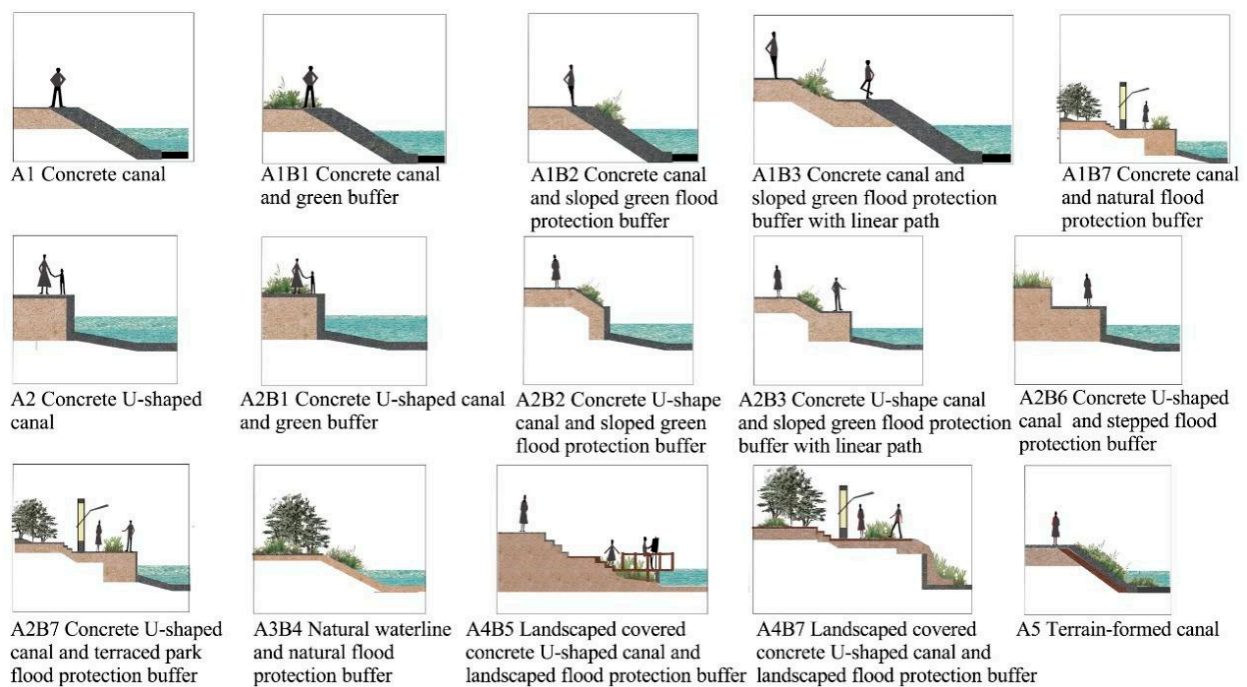 A1 Concrete canal
A1B1 Concrete canal
and green buffer
A1B2 Concrete canal
and sloped green flood
protection buffer
A1B3 Concrete canal and
sloped green flood protection
buffer with linear path
A1B7 Concrete canal
and natural flood
protection buffer
A2 Concrete U-shaped
canal
A2B1 Concrete U-shaped canal
and green buffer
A2B2 Concrete U-shape
canal and sloped green
flood protection buffer
A2B3 Concrete U-shape canal
and sloped green flood protection
buffer with linear path
A2B6 Concrete U-shaped
canal and stepped flood
protection buffer
A2B7 Concrete U-shaped
canal and terraced park
flood protection buffer
A3B4 Natural waterline
and natural flood
protection buffer
A4B5 Landscaped covered
concrete U-shaped canal and
landscaped flood protection buffer
A4B7 Landscaped covered
concrete U-shaped canal and
landscaped flood protection buffer
A5 Terrain-formed canal